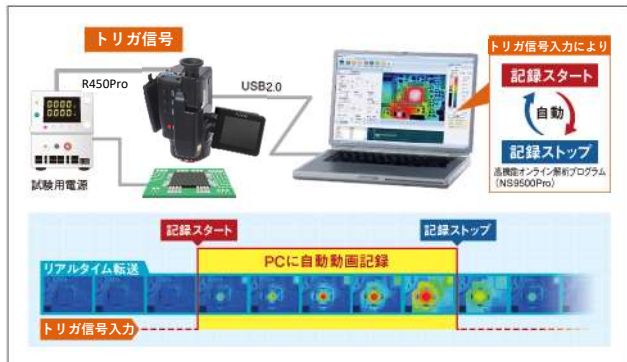 トリガ信号
R450Pro
USB2.0
試験用電源
トリガ信号入力により
記録スタート
自動
記録ストップ
高機能オンライン解析プログラム
（NS9500Pro）
記録スタート
記録ストップ
PCに自動動画記録
リアルタイム転送
トリガ信号入力